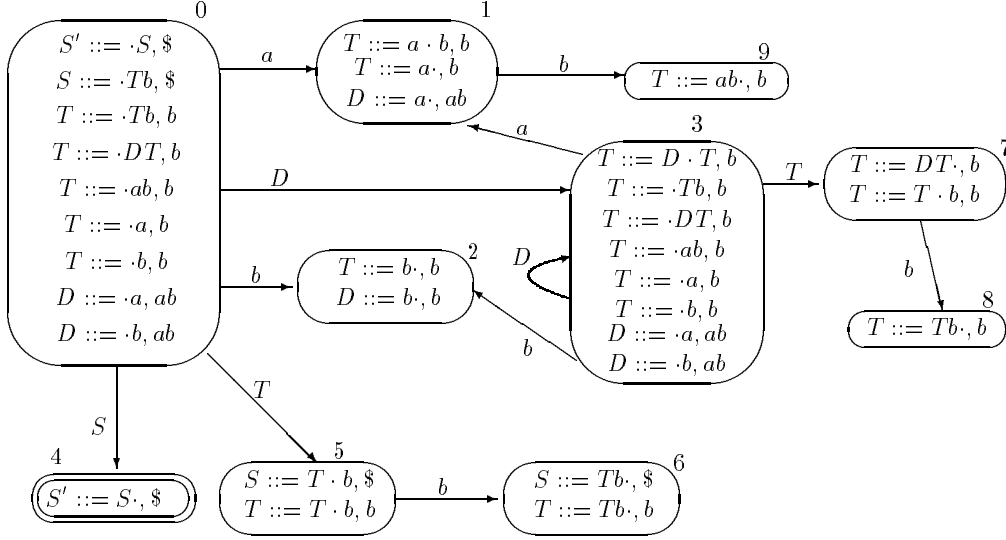 0
S' ::= ·S, $
S ::= ·Tb, $
T ::= ·Tb, b
T ::= ·DT, b
T ::= ·ab, b
T ::= ·a, b
T ::= ·b, b
D ::= ·a, ab
D ::= ·b, ab
a
1
T ::= a · b, b
T ::= a·, b
D ::= a·, ab
b
9
T ::= ab·, b
a
D
3
T ::= D · T, b
T ::= ·Tb, b
T ::= ·DT, b
T ::= ·ab, b
T ::= ·a, b
T ::= ·b, b
D ::= ·a, ab
D ::= ·b, ab
D
T
7
T ::= DT·, b
T ::= T · b, b
b
8
T ::= Tb·, b
b
2
T ::= b·, b
D ::= b·, b
b
S
4
S' ::= S·, $
T
5
S ::= T · b, $
T ::= T · b, b
b
6
S ::= Tb·, $
T ::= Tb·, b